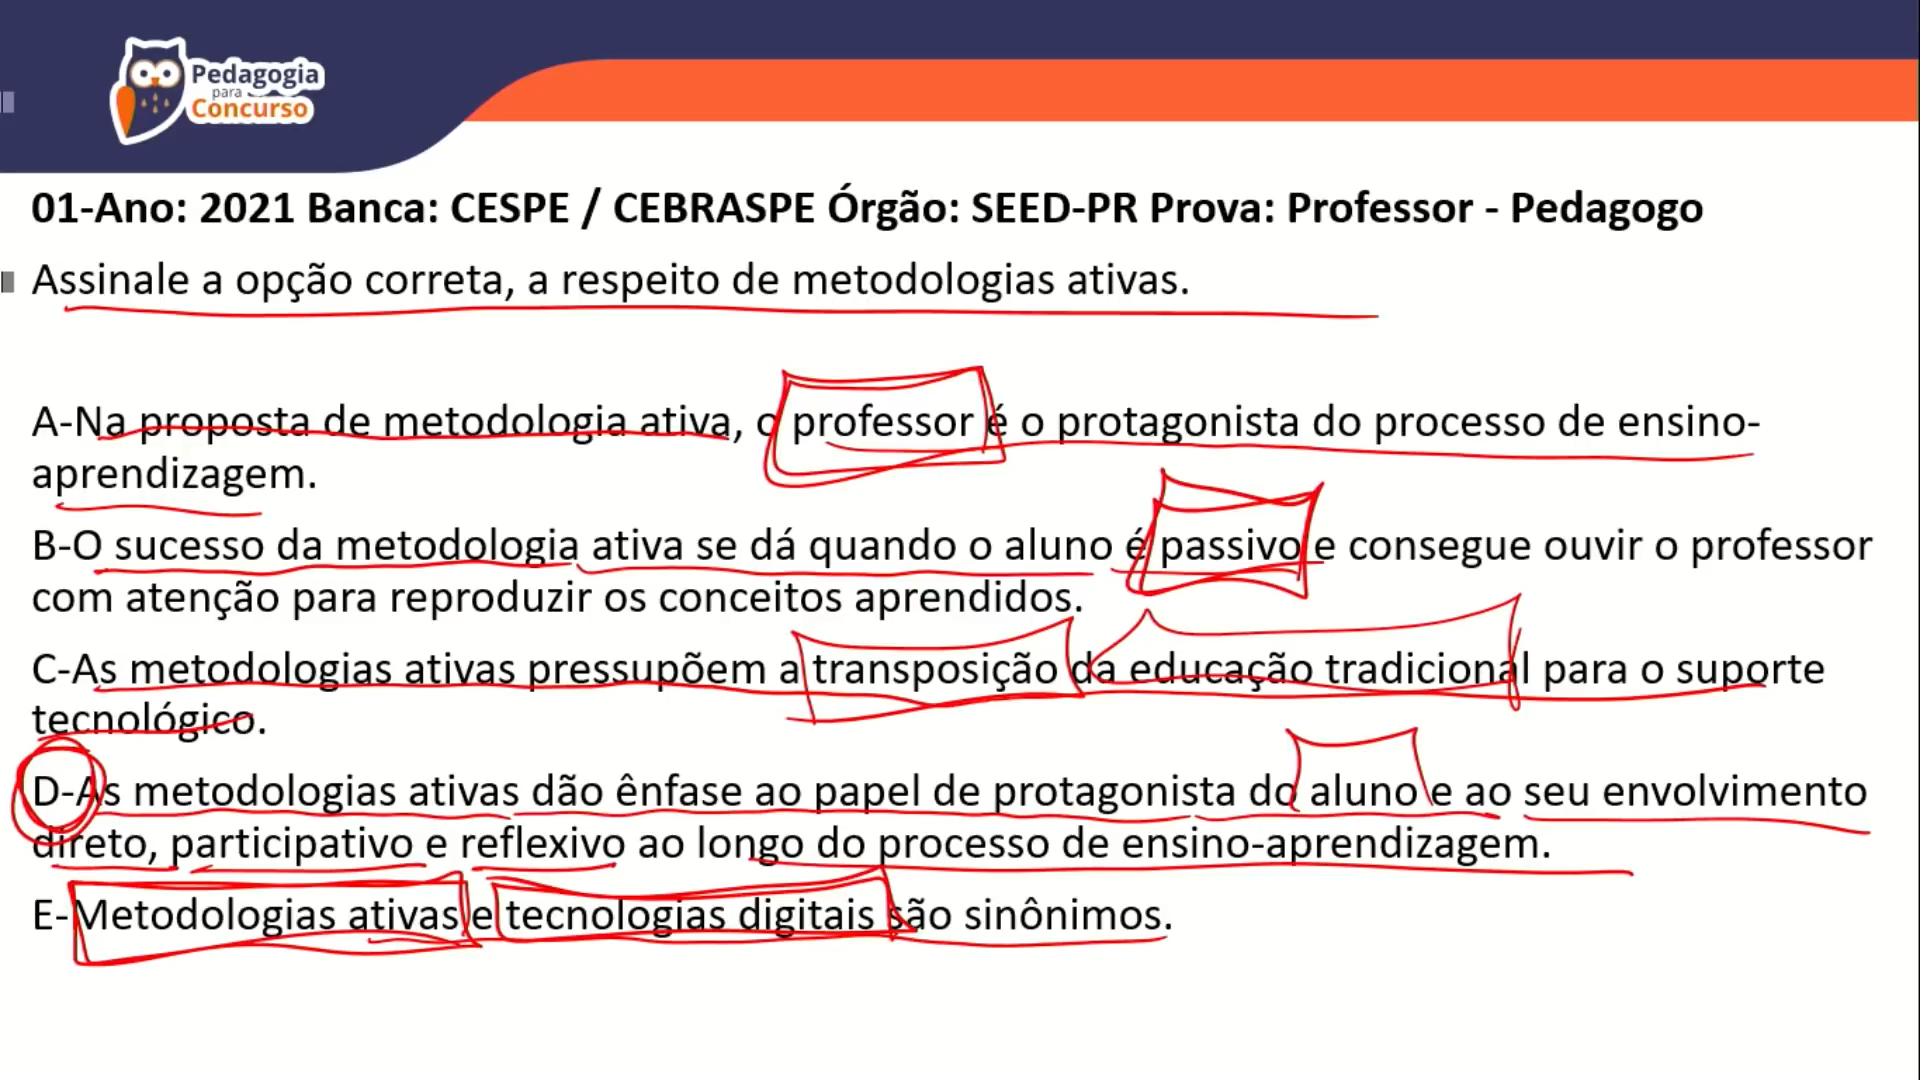 Pedagogia
para
Concurso
01-Ano: 2021 Banca: CESPE / CEBRASPE Órgão: SEED-PR Prova: Professor - Pedagogo
Assinale a opção correta, a respeito de metodologias ativas.
A-Na proposta de metodologia ativa, o professor é o protagonista do processo de ensino-
aprendizagem.
B-O sucesso da metodologia ativa se dá quando o aluno é passivo e consegue ouvir o professor
com atenção para reproduzir os conceitos aprendidos.
C-As metodologias ativas pressupõem a transposição da educação tradicional para o suporte
tecnológico.
D-As metodologias ativas dão ênfase ao papel de protagonista do aluno e ao seu envolvimento
direto, participativo e reflexivo ao longo do processo de ensino-aprendizagem.
E-Metodologias ativas e tecnologias digitais são sinônimos.